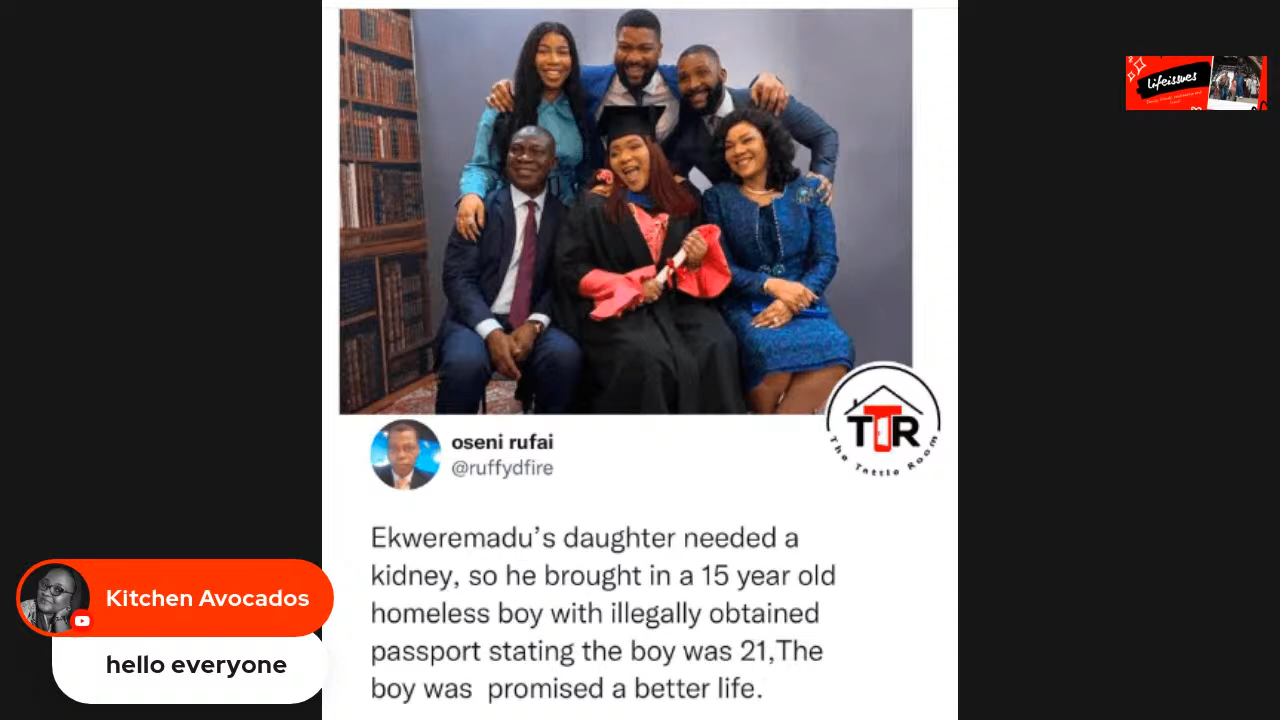 lifeissues
TTR
The Tattle Room
oseni rufai
@ruffydfire
Ekweremadu's daughter needed a
kidney, so he brought in a 15 year old
homeless boy with illegally obtained
passport stating the boy was 21,The
boy was promised a better life.
Kitchen Avocados
hello everyone